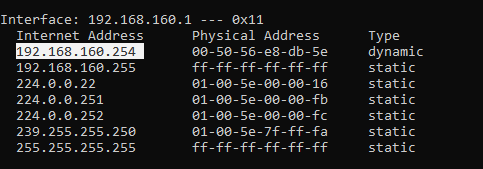 Interface: 192.168.160.1 --- 0x11
  Internet Address      Physical Address      Type
  192.168.160.254       00-50-56-e8-db-5e     dynamic
  192.168.160.255       ff-ff-ff-ff-ff-ff     static
  224.0.0.22            01-00-5e-00-00-16     static
  224.0.0.251           01-00-5e-00-00-fb     static
  224.0.0.252           01-00-5e-00-00-fc     static
  239.255.255.250       01-00-5e-7f-ff-fa     static
  255.255.255.255       ff-ff-ff-ff-ff-ff     static